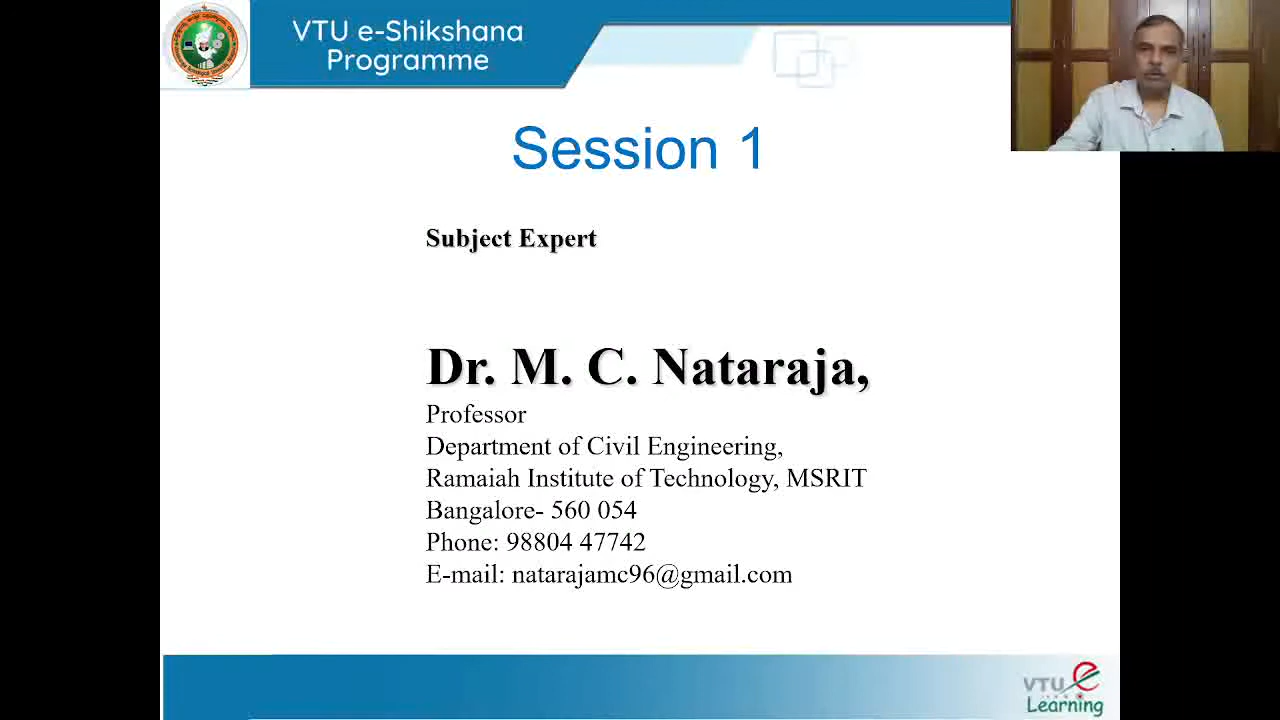 VTU e-Shikshana
Programme
Session 1
Subject Expert
Dr. M. C. Nataraja,
Professor
Department of Civil Engineering,
Ramaiah Institute of Technology, MSRIT
Bangalore- 560 054
Phone: 98804 47742
E-mail: natarajamc96@gmail.com
VTU e
Learning